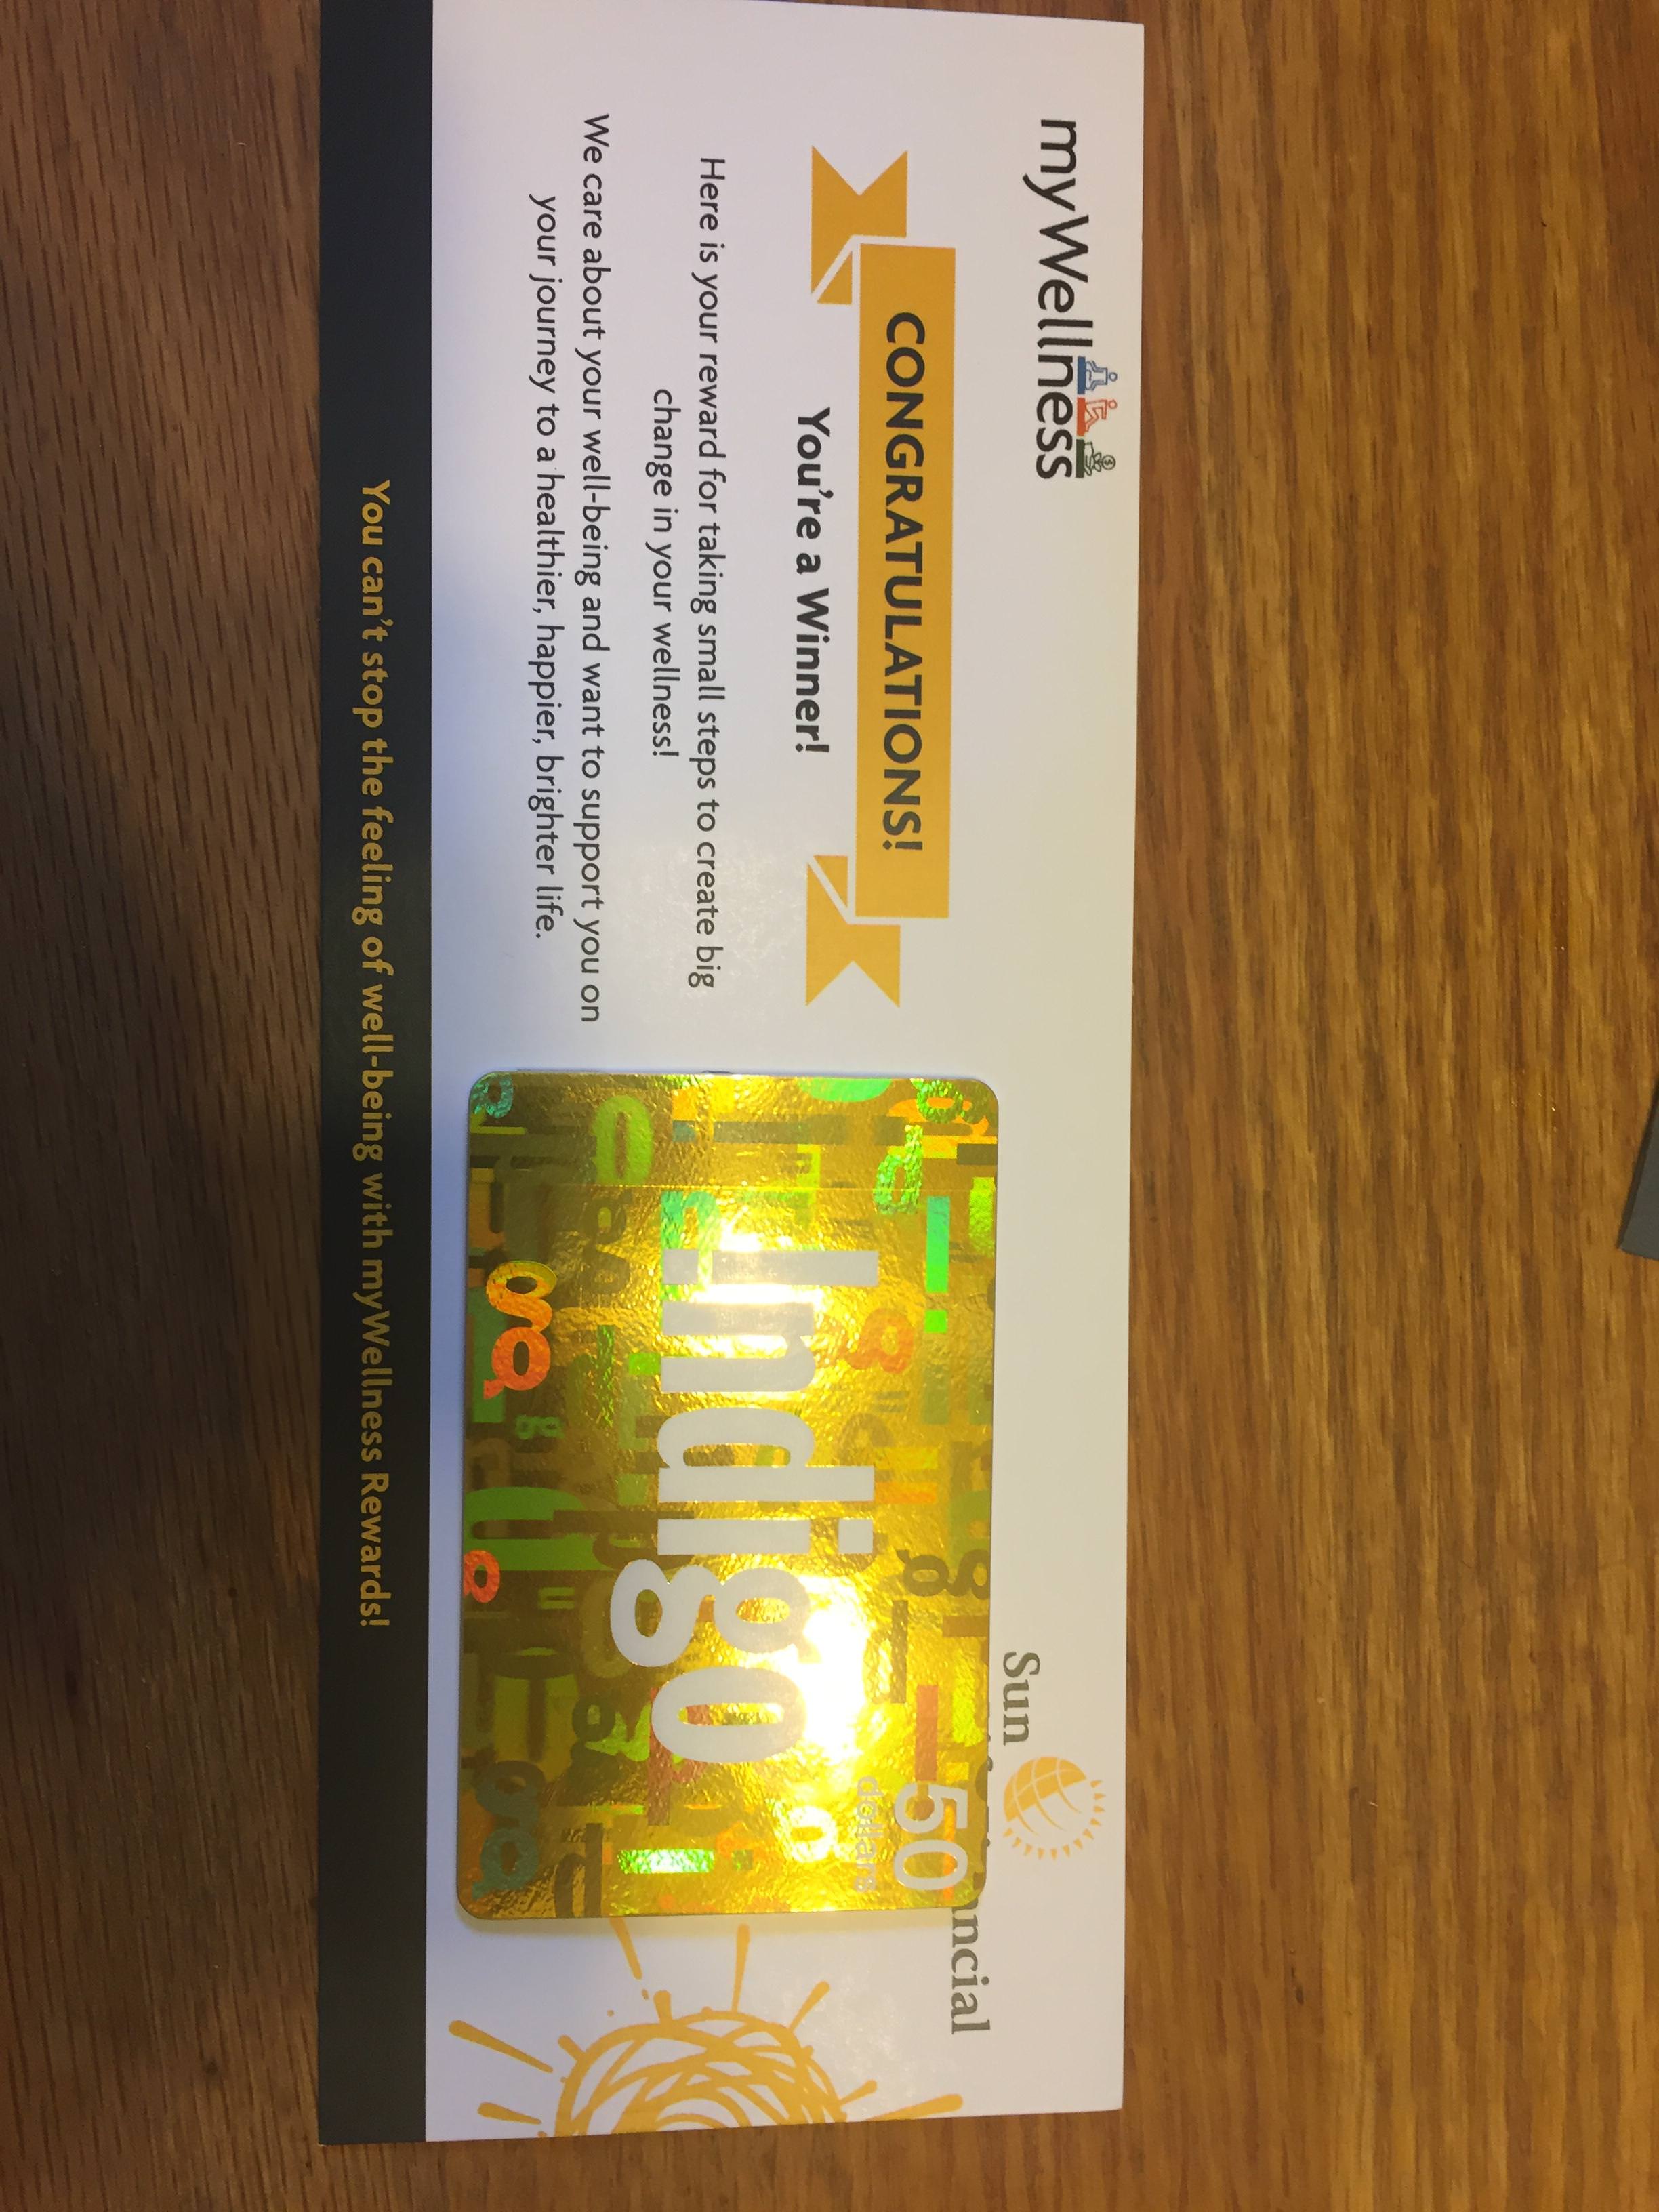 myWellness
CONGRATULATIONS!
You're a Winner!
Here is your reward for taking small steps to create big
change in your wellness!
We care about your well-being and want to support you on
your journey to a healthier, happier, brighter life.
Sun
ncial
50
dollars
Indigo
You can't stop the feeling of well-being with myWellness Rewards!